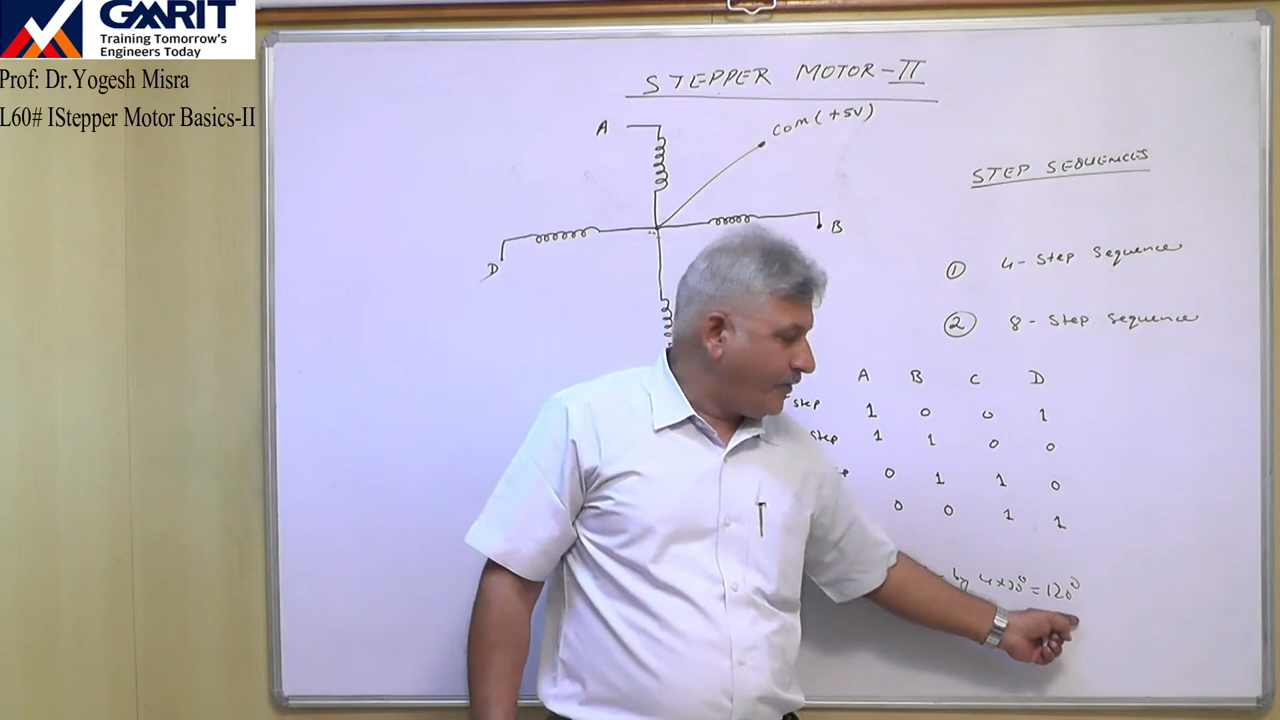 GMRIT
Training Tomorrow's
Engineers Today
Prof: Dr.Yogesh Misra
L60# IStepper Motor Basics-II
STEPPER MOTOR-II
A
COM (+5V)
B
D
STEP SEQUENCES
① 4-Step Sequence
② 8-Step Sequence
A B C D
step 1 0 0 1
step 1 1 0 0
0 1 1 0
0 0 1 1
by 4x30°=120°